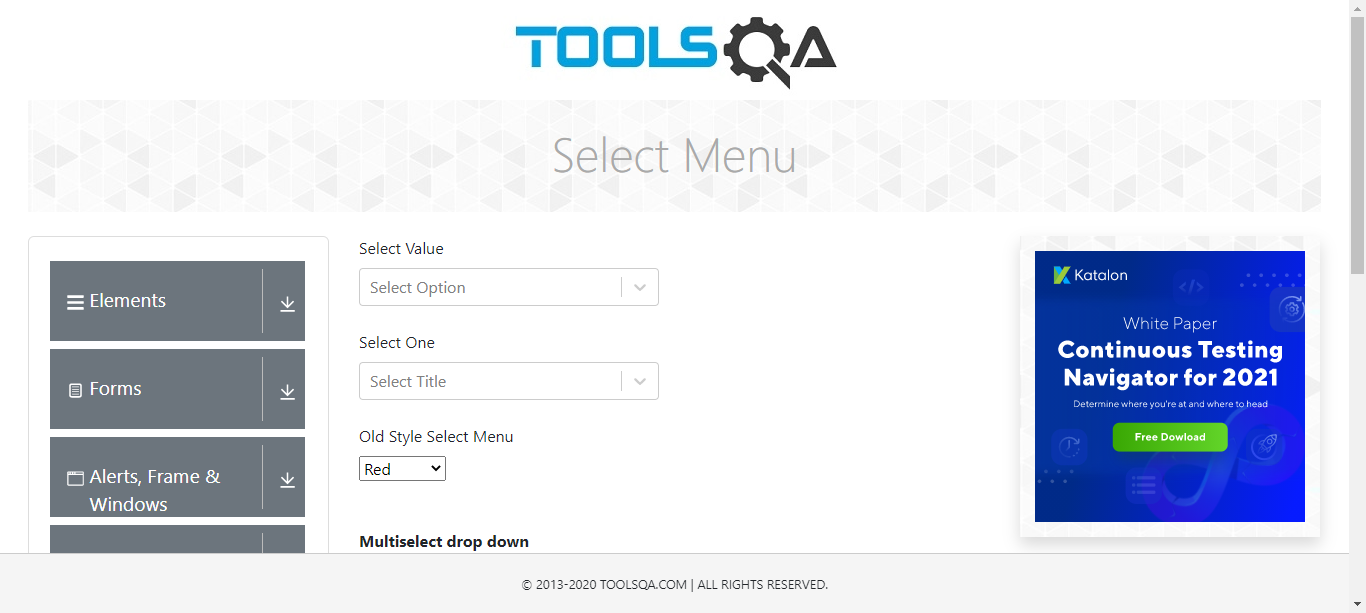 TOOLSQA
Select Menu
Elements
Forms
Alerts, Frame &
Windows
Select Value
Select Option
Select One
Select Title
Old Style Select Menu
Red
Multiselect drop down
Katalon
White Paper
Continuous Testing
Navigator for 2021
Determine where you're at and where to head
Free Dowload
© 2013-2020 TOOLSQA.COM | ALL RIGHTS RESERVED.